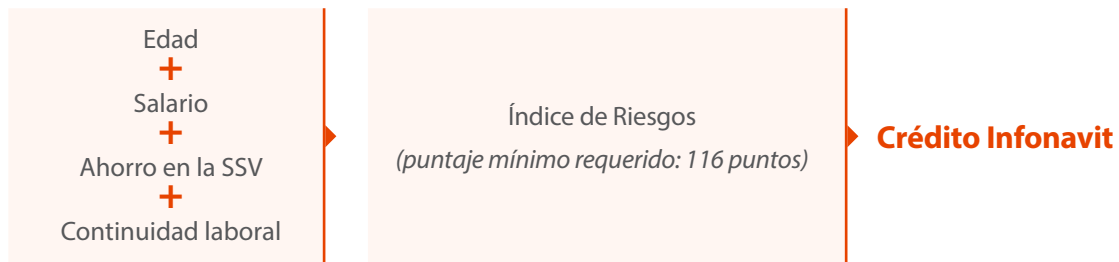 Edad
+
Salario
+
Ahorro en la SSV
+
Continuidad laboral
Índice de Riesgos
(puntaje mínimo requerido: 116 puntos)
Crédito Infonavit